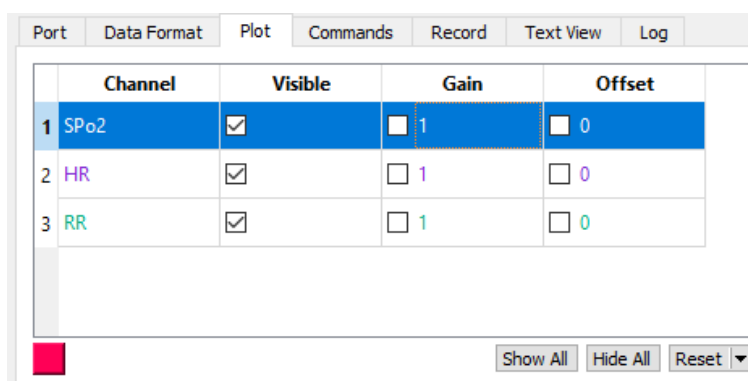 Port Data Format Plot Commands Record Text View Log
Channel Visible Gain Offset
1 SPo2 1 0
2 HR 1 0
3 RR 1 0
Show All Hide All Reset